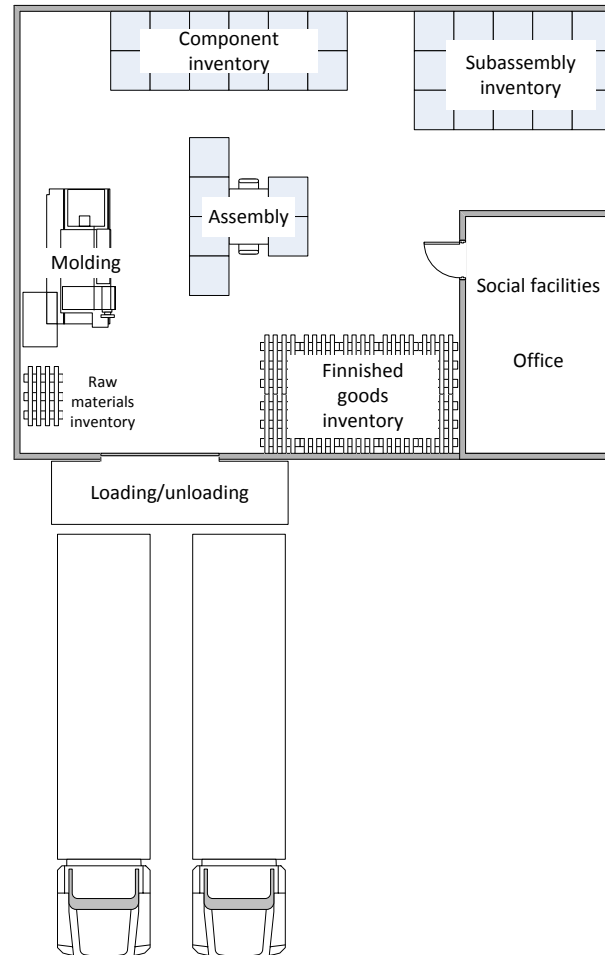 Component
inventory
Subassembly
inventory
Assembly
Molding
Social facilities
Office
Raw
materials
inventory
Finnished
goods
inventory
Loading/unloading